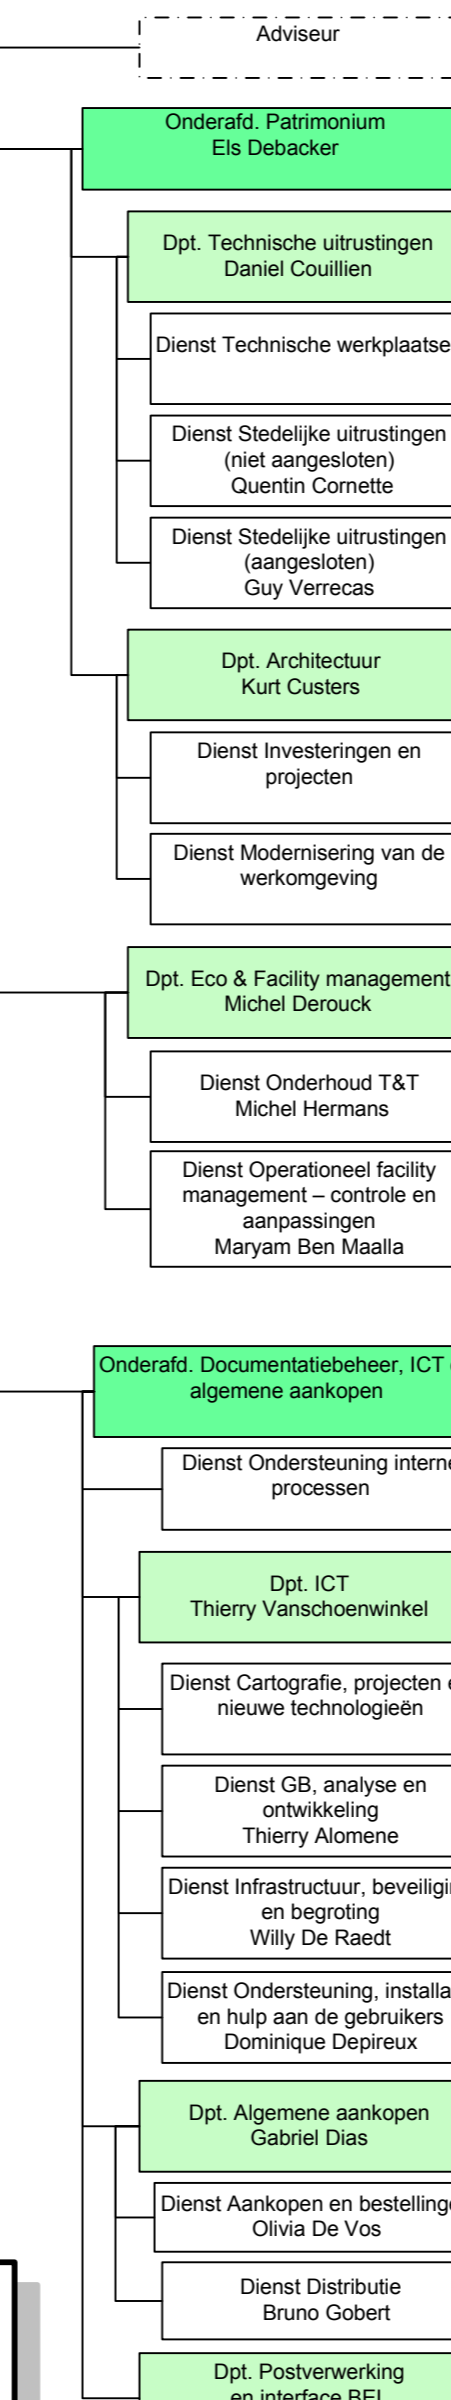 Adviseur
Onderafd. Patrimonium
Els Debacker
Dpt. Technische uitrustingen
Daniel Couillien
Dienst Technische werkplaatse
Dienst Stedelijke uitrustingen
(niet aangesloten)
Quentin Cornette
Dienst Stedelijke uitrustingen
(aangesloten)
Guy Verrecas
Dpt. Architectuur
Kurt Custers
Dienst Investeringen en
projecten
Dienst Modernisering van de
werkomgeving
Dpt. Eco & Facility management
Michel Derouck
Dienst Onderhoud T&T
Michel Hermans
Dienst Operationeel facility
management – controle en
aanpassingen
Maryam Ben Maalla
Onderafd. Documentatiebeheer, ICT
algemene aankopen
Dienst Ondersteuning interne
processen
Dpt. ICT
Thierry Vanschoenwinkel
Dienst Cartografie, projecten
nieuwe technologieën
Dienst GB, analyse en
ontwikkeling
Thierry Alomene
Dienst Infrastructuur, beveiligi
en begroting
Willy De Raedt
Dienst Ondersteuning, installa
en hulp aan de gebruikers
Dominique Depireux
Dpt. Algemene aankopen
Gabriel Dias
Dienst Aankopen en bestelling
Olivia De Vos
Dienst Distributie
Bruno Gobert
Dpt. Postverwerking
en interface BEL